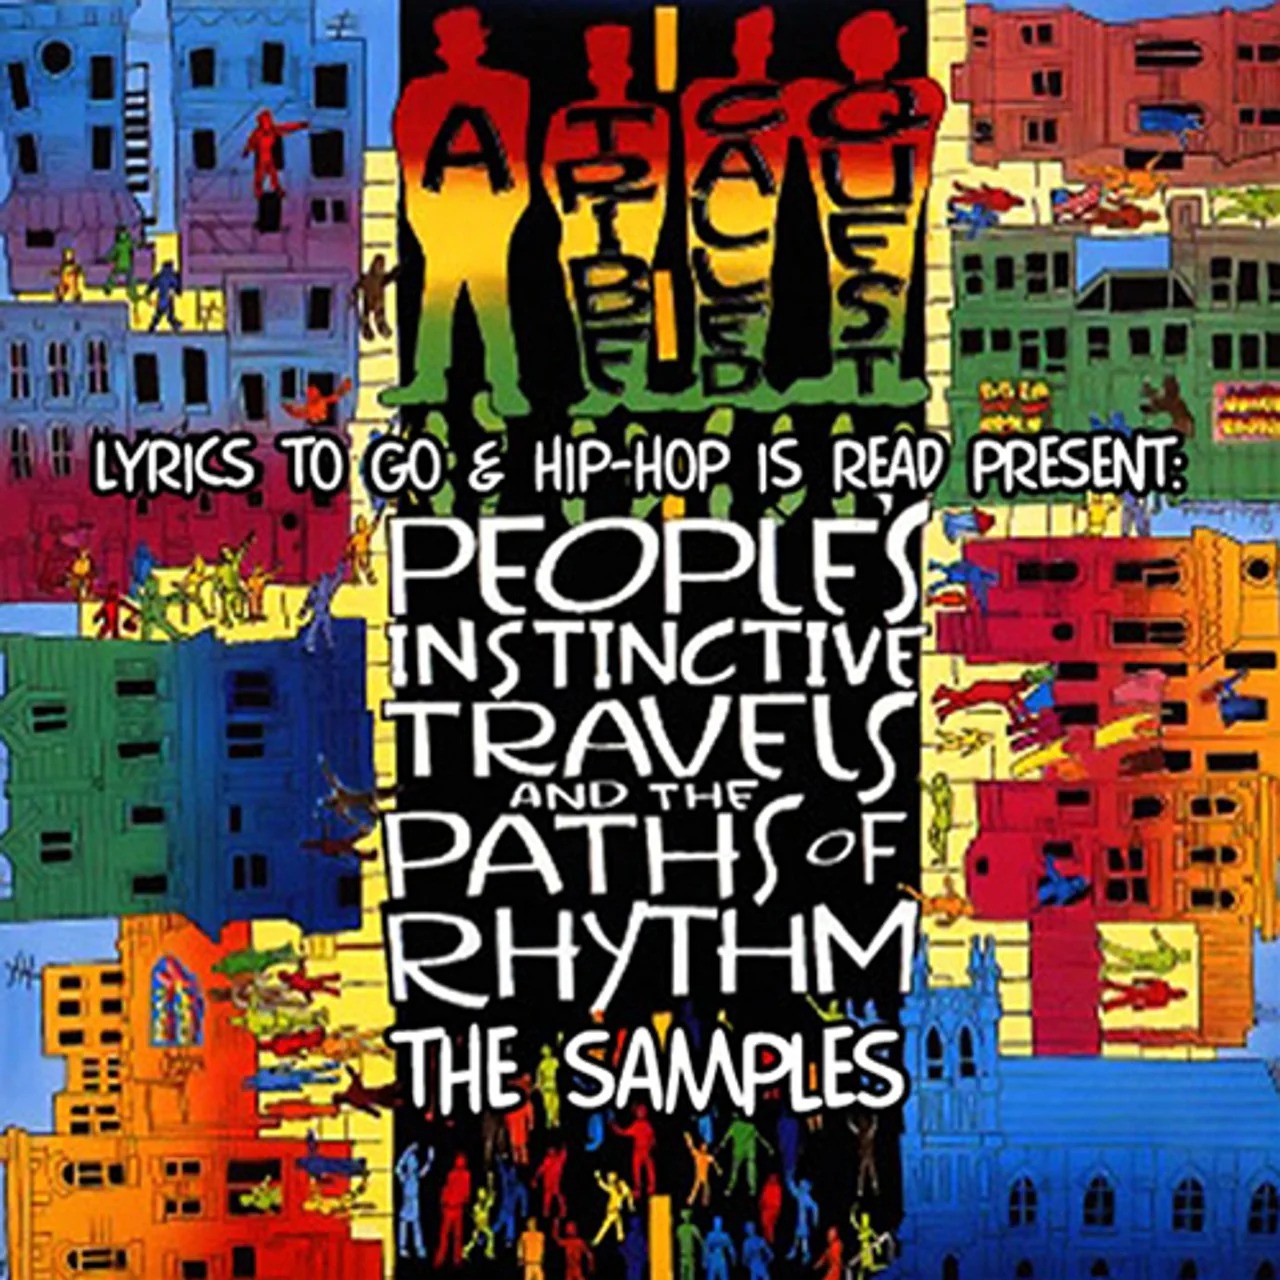 A TRIBE CALLED QUEST
LYRICS TO GO & HIP-HOP IS READ PRESENT:
PEOPLE'S
INSTINCTIVE
TRAVELS
AND THE
PATHS OF
RHYTHM
THE SAMPLES